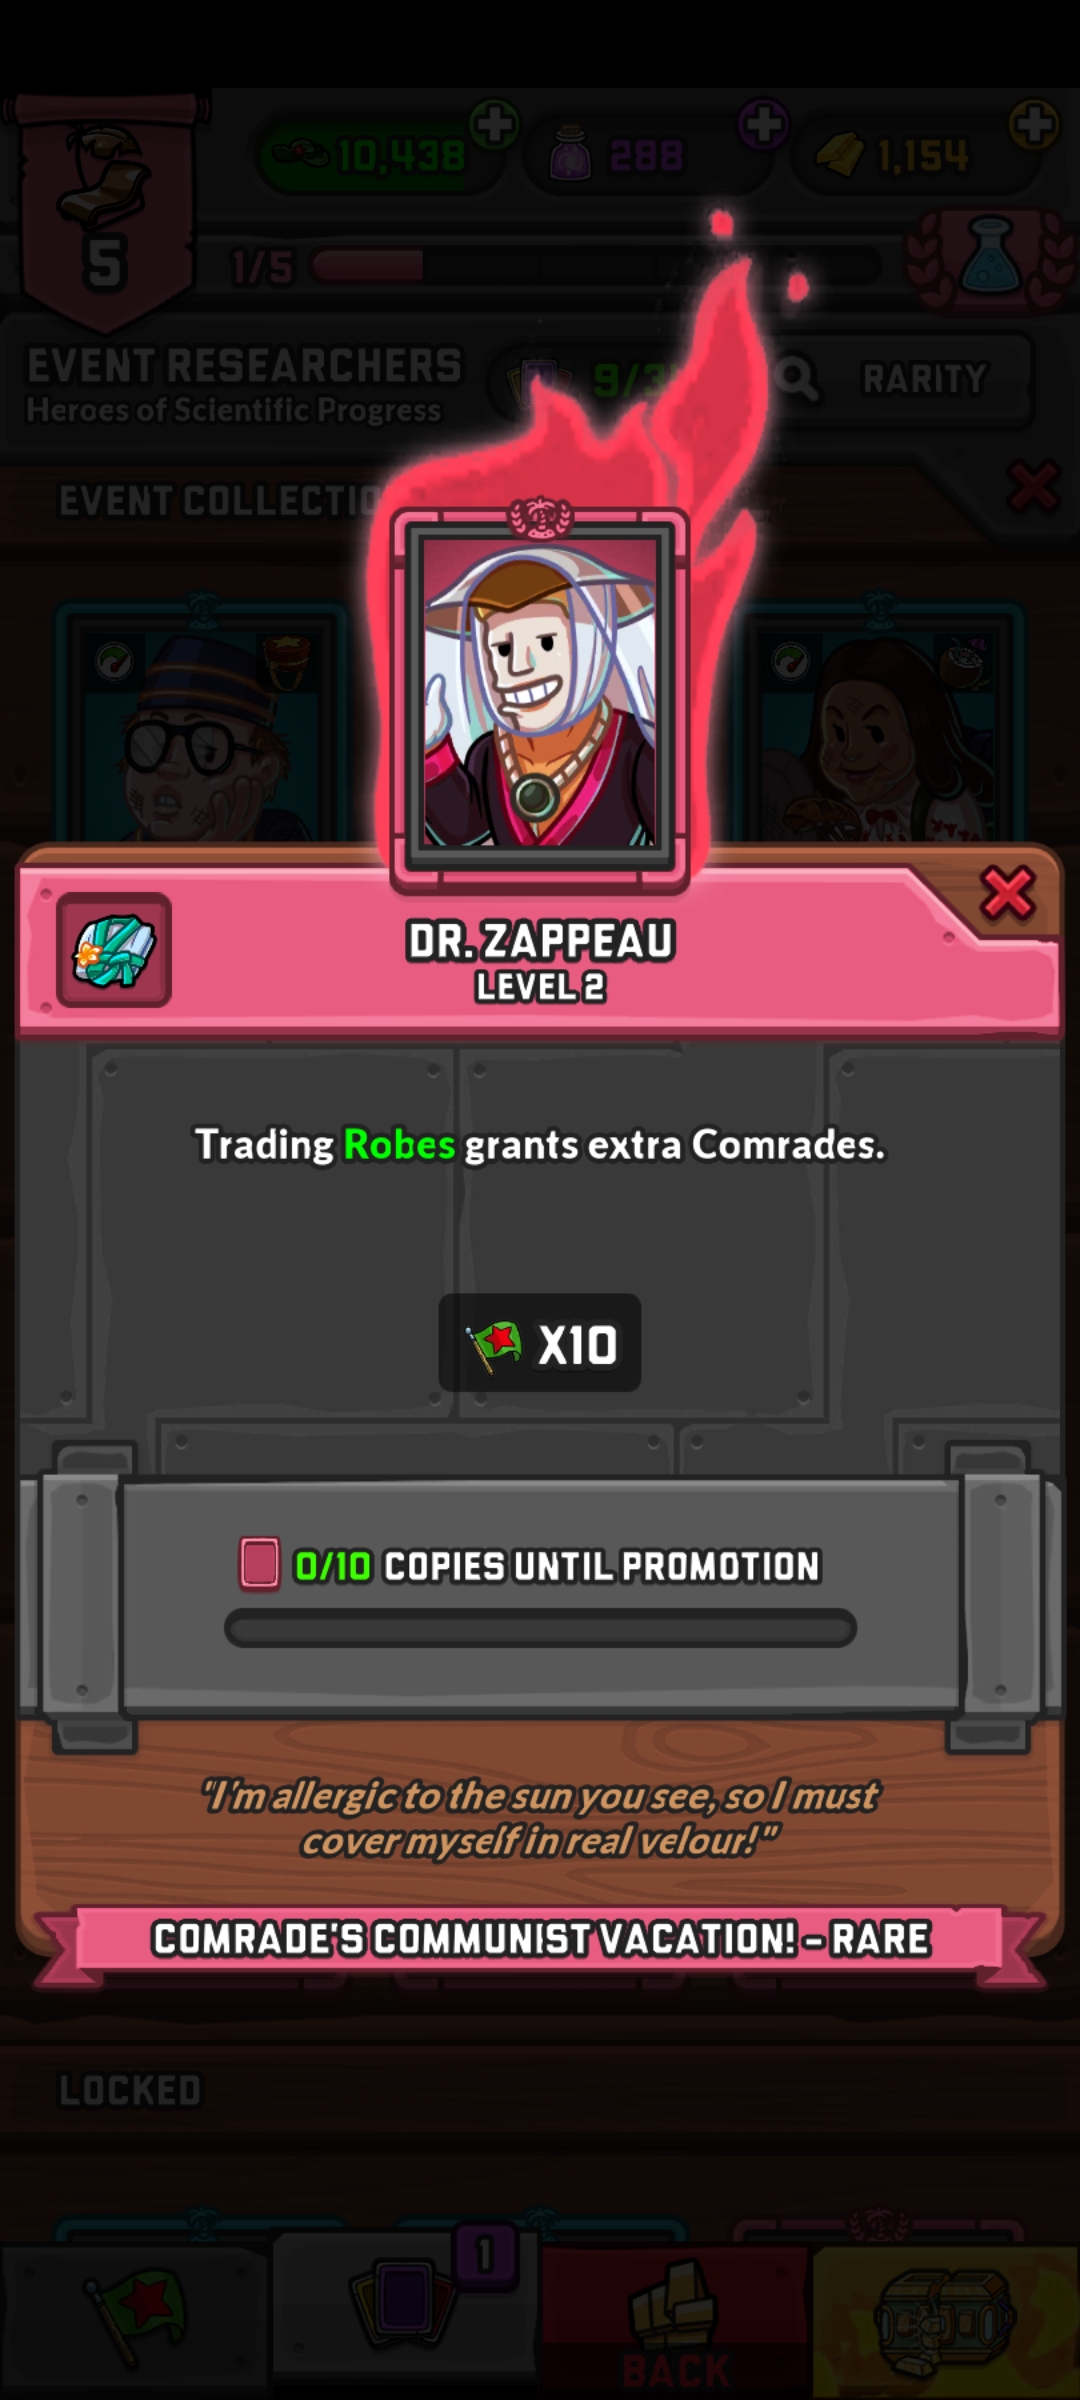 10,438
288
1,154
5
1/5
EVENT RESEARCHERS
Heroes of Scientific Progress
RARITY
EVENT
DR. ZAPPEAU
LEVEL 2
Trading Robes grants extra Comrades.
X10
0/10 COPIES UNTIL PROMOTION
"I'm allergic to the sun you see, so I must
cover myself in real velour!"
COMRADE'S COMMUNIST VACATION! - RARE
LOCKED
1
BACK